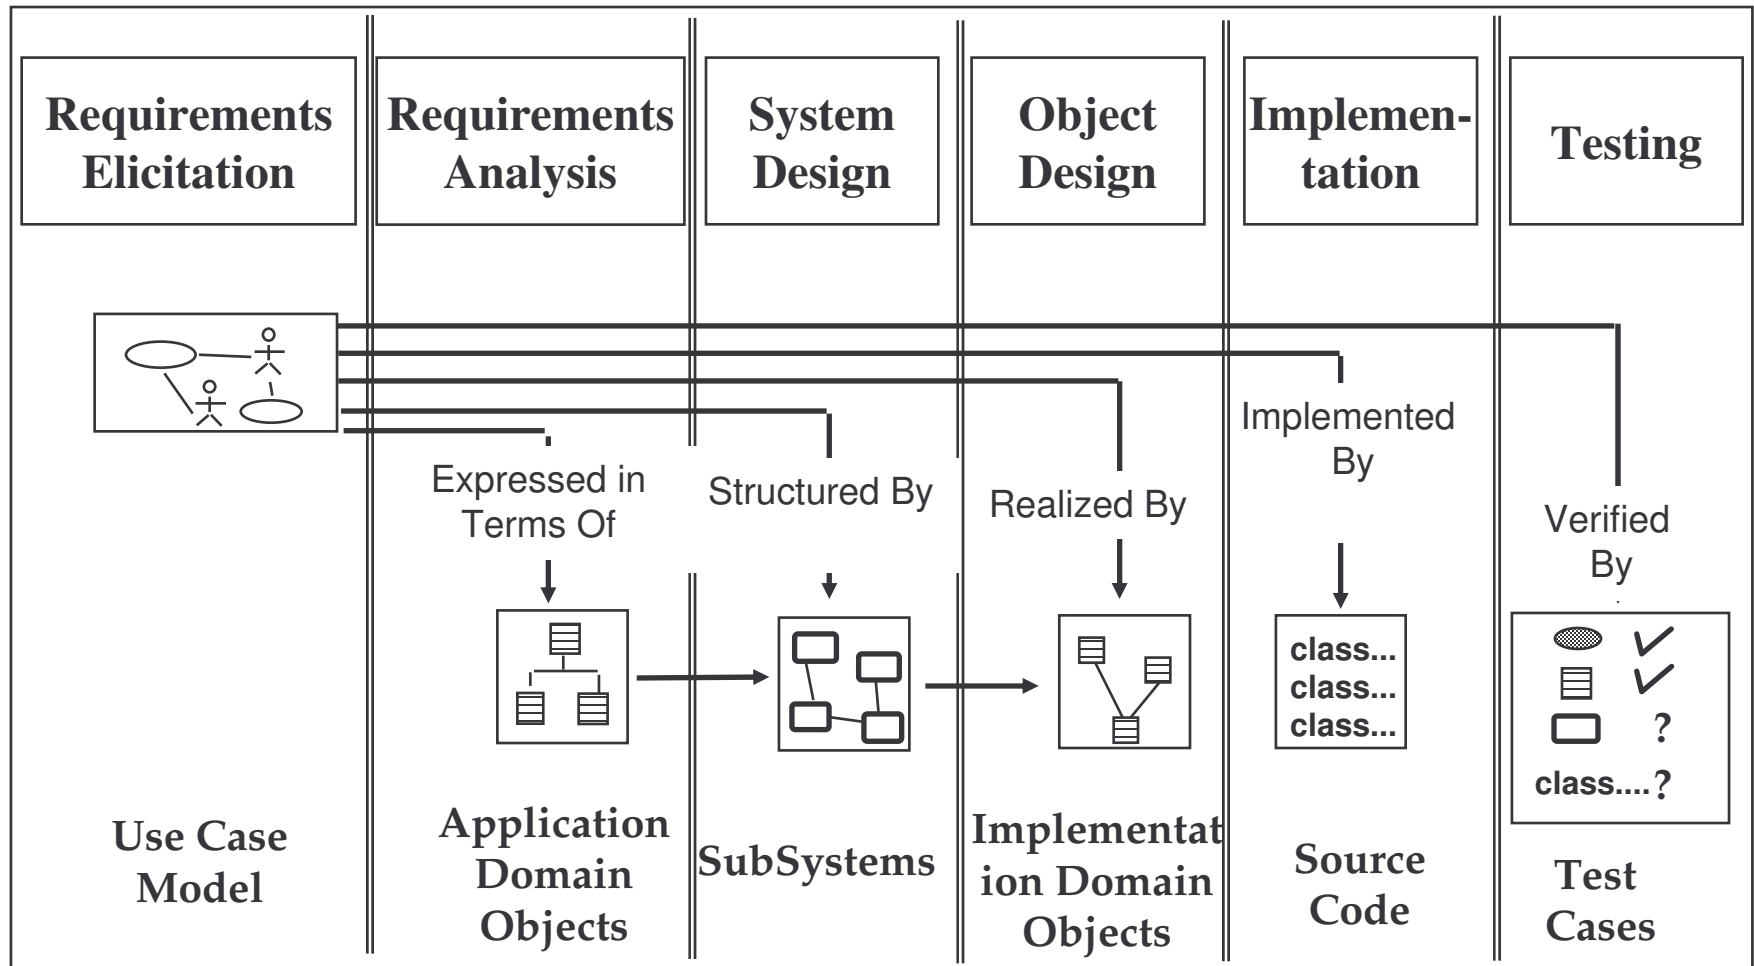 Requirements
Elicitation
Requirements
Analysis
System
Design
Object
Design
Implemen-
tation
Testing
Expressed in
Terms Of
Structured By
Realized By
Implemented
By
Verified
By
class...
class...
class...
?
class....?
Use Case
Model
Application
Domain
Objects
SubSystems
Implementat
ion Domain
Objects
Source
Code
Test
Cases